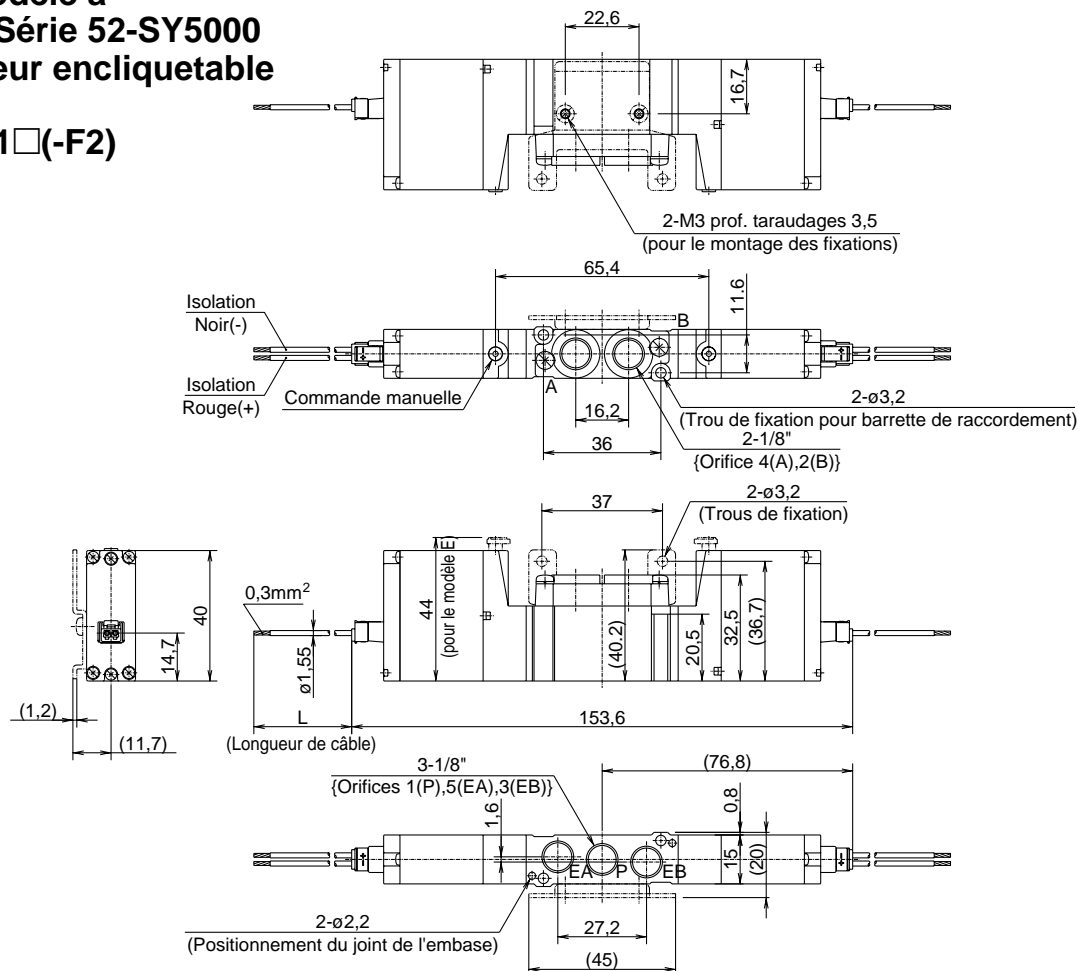 Série 52-SY5000
eur encliquetable
1□(-F2)
22,6
16,7
2-M3 prof. taraudages 3,5
(pour le montage des fixations)
65,4
11.6
Isolation
Noir(-)
B
Isolation
Rouge(+)
Commande manuelle
A
16,2
36
2-ø3,2
(Trou de fixation pour barrette de raccordement)
2-1/8"
{Orifice 4(A),2(B)}
37
2-ø3,2
(Trous de fixation)
0,3mm²
40
14,7
ø1,55
44
(pour le modèle E)
(40.2)
20,5
32,5
(36,7)
(1,2)
(11,7)
L
(Longueur de câble)
153,6
3-1/8"
{Orifices 1(P),5(EA),3(EB)}
(76,8)
1,6
0,8
15
(20)
EA
P
EB
2-ø2,2
(Positionnement du joint de l'embase)
27,2
(45)